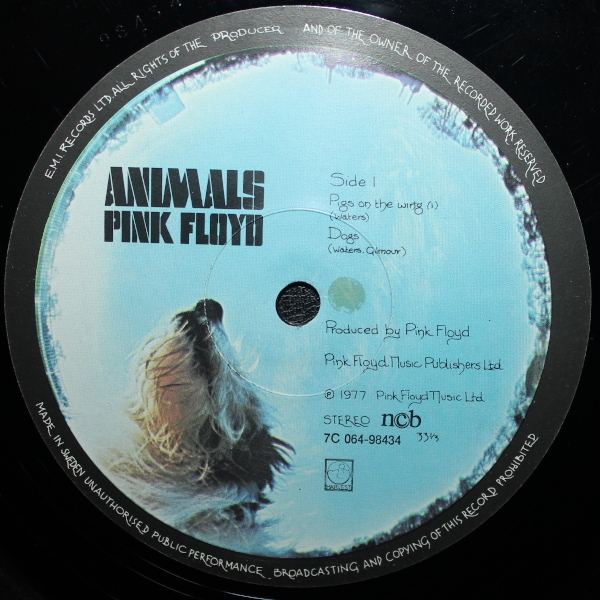 E.M.I. RECORDS LTD. ALL RIGHTS OF THE PRODUCER AND OF THE OWNER OF THE RECORDED WORK RESERVED
ANIMALS
PINK FLOYD
Side 1
Pigs on the wing (1)
(Waters)
Dogs
(Waters. Gilmour)
Produced by Pink Floyd
Pink Floyd Music Publishers Ltd
℗ 1977 Pink Floyd Music Ltd.
STEREO ncb
7C 064-98434 33 1/3
HARVEST
MADE IN SWEDEN UNAUTHORISED PUBLIC PERFORMANCE BROADCASTING AND COPYING OF THIS RECORD PROHIBITED